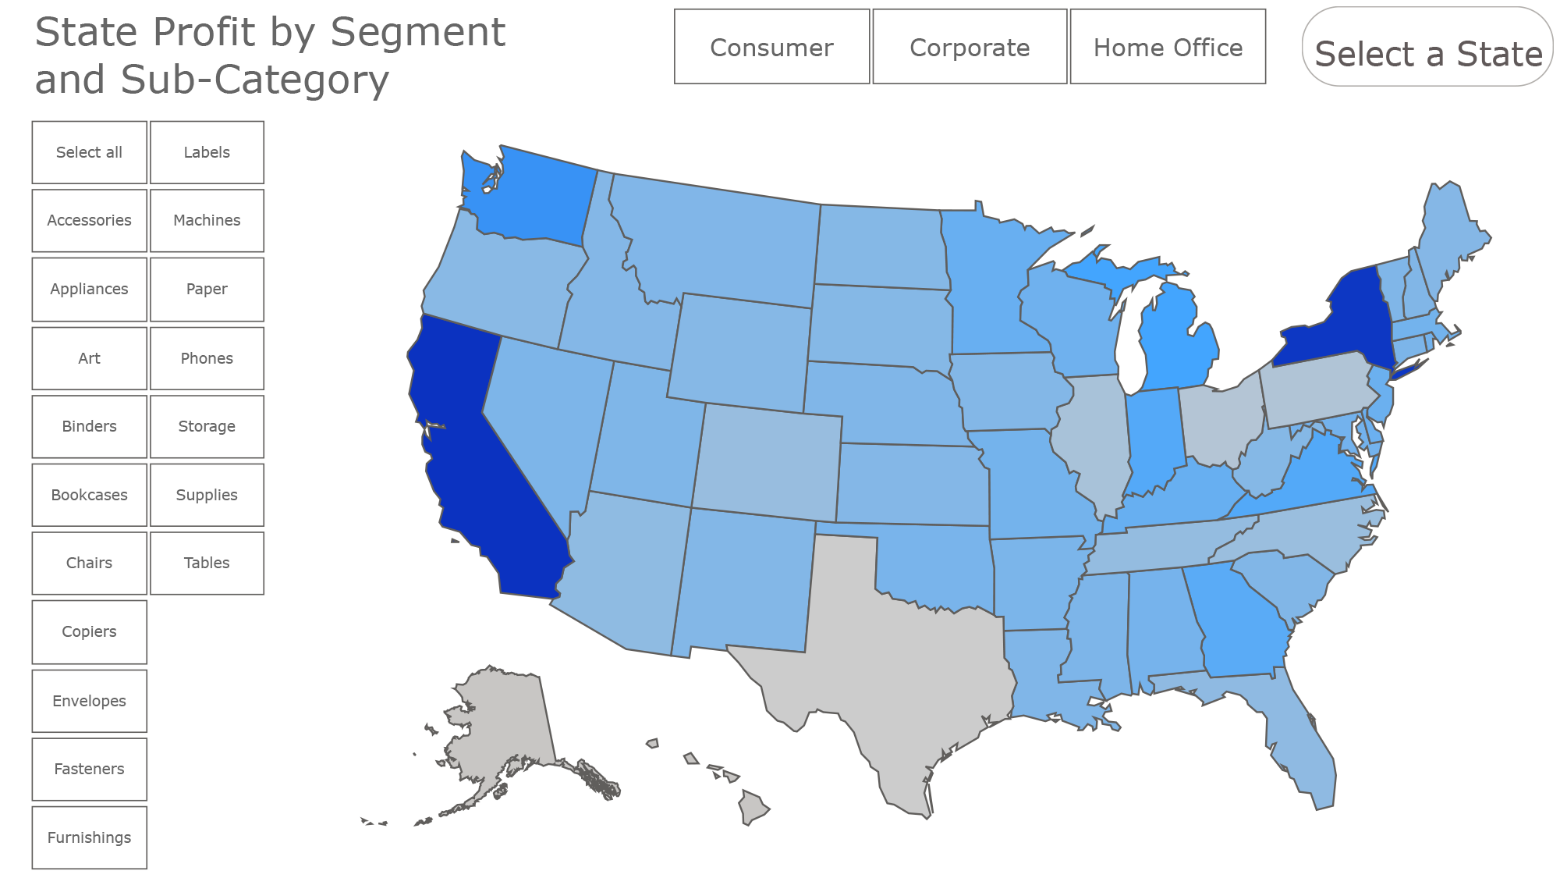 State Profit by Segment
and Sub-Category
Consumer
Corporate
Home Office
Select a State
Select all
Labels
Accessories
Machines
Appliances
Paper
Art
Phones
Binders
Storage
Bookcases
Supplies
Chairs
Tables
Copiers
Envelopes
Fasteners
Furnishings